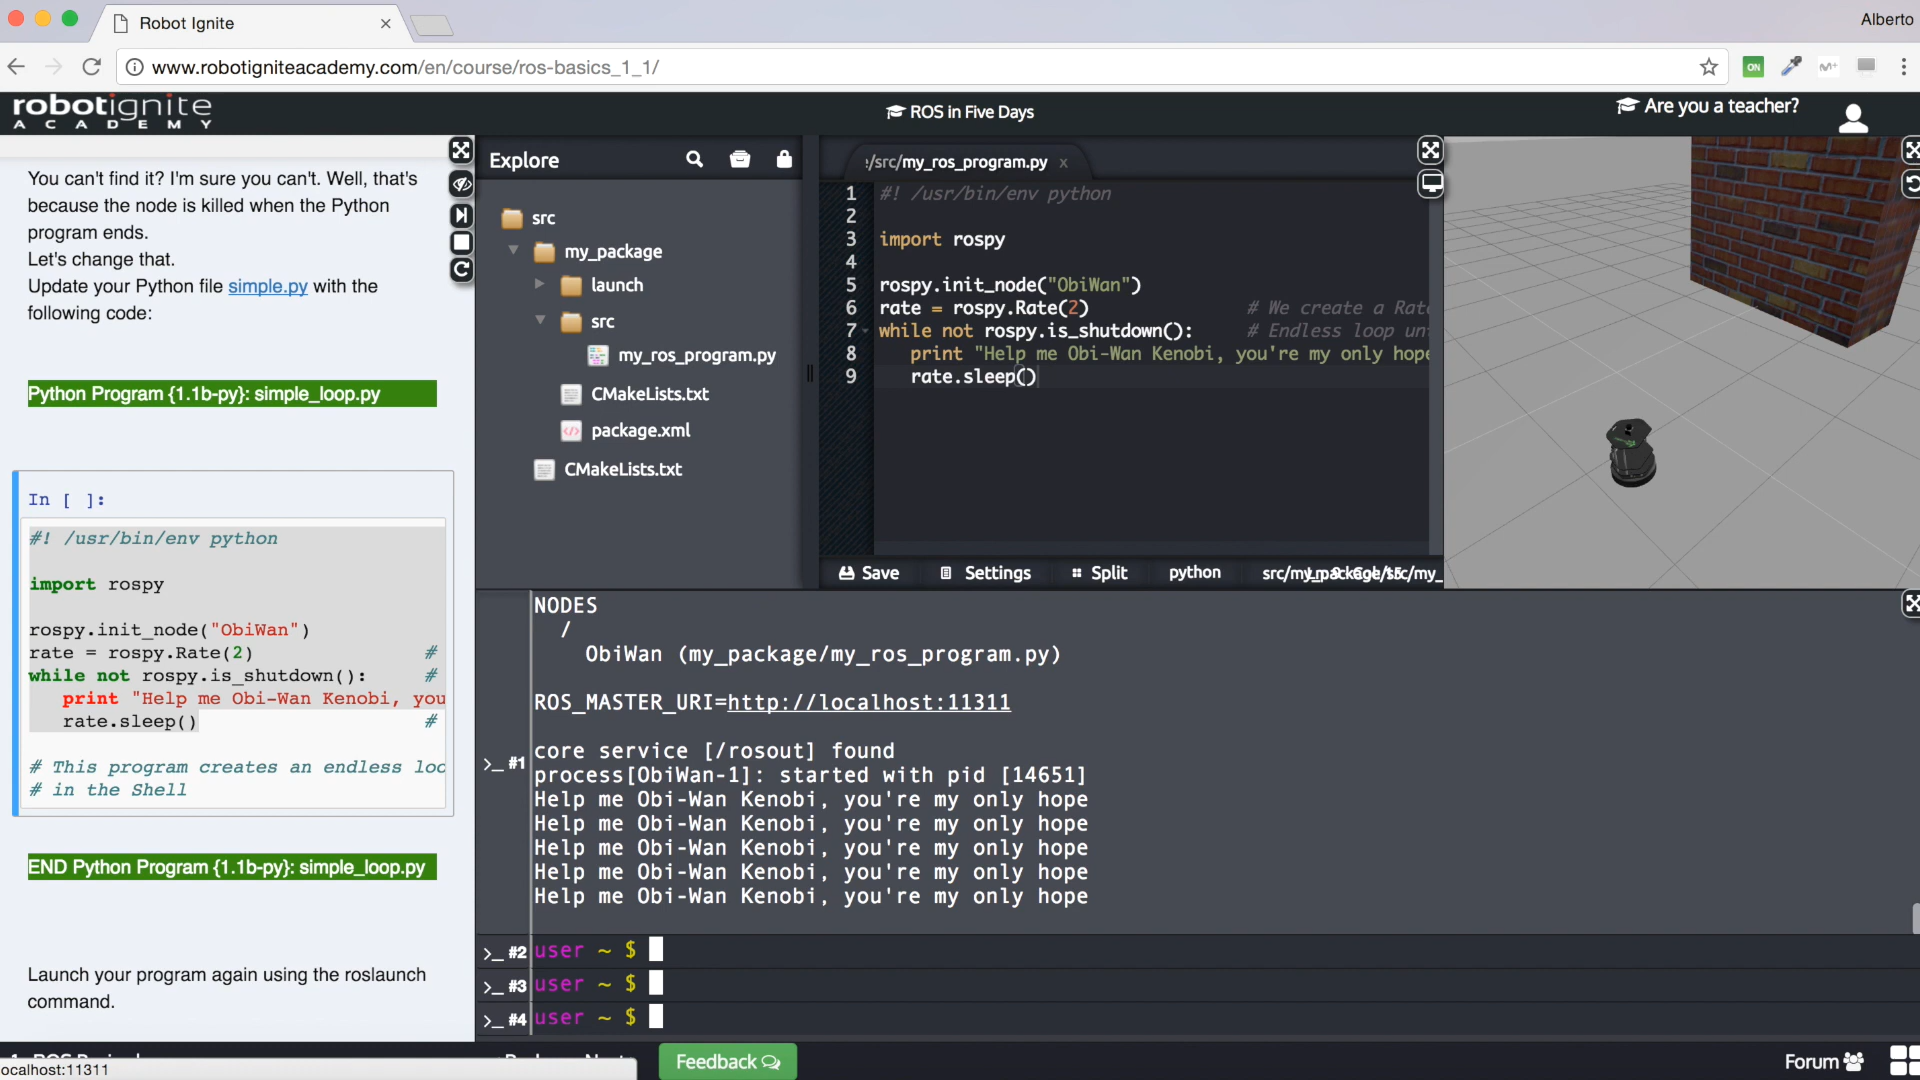 Robot Ignite
Alberto
www.robotigniteacademy.com/en/course/ros-basics_1_1/
ON
robotignite
ACADEMY
ROS in Five Days
Are you a teacher?
You can't find it? I'm sure you can't. Well, that's
because the node is killed when the Python
program ends.
Let's change that.
Update your Python file simple.py with the
following code:
Python Program {1.1b-py}: simple_loop.py
In [ ]:
#! /usr/bin/env python
import rospy
rospy.init_node("ObiWan")
rate = rospy.Rate(2) #
while not rospy.is_shutdown(): #
print "Help me Obi-Wan Kenobi, you
rate.sleep() #
# This program creates an endless loo
# in the Shell
END Python Program {1.1b-py}: simple_loop.py
Launch your program again using the roslaunch
command.
Explore
src
my_package
launch
src
my_ros_program.py
CMakeLists.txt
package.xml
CMakeLists.txt
/src/my_ros_program.py x
1 #! /usr/bin/env python
2
3 import rospy
4
5 rospy.init_node("ObiWan")
6 rate = rospy.Rate(2) # We create a Rat
7 while not rospy.is_shutdown(): # Endless loop un
8 print "Help me Obi-Wan Kenobi, you're my only hope
9 rate.sleep()
Save Settings Split python
NODES
/
ObiWan (my_package/my_ros_program.py)
ROS_MASTER_URI=http://localhost:11311
core service [/rosout] found
process[ObiWan-1]: started with pid [14651]
Help me Obi-Wan Kenobi, you're my only hope
Help me Obi-Wan Kenobi, you're my only hope
Help me Obi-Wan Kenobi, you're my only hope
Help me Obi-Wan Kenobi, you're my only hope
Help me Obi-Wan Kenobi, you're my only hope
>_ #1
>_ #2 user ~ $
>_ #3 user ~ $
>_ #4 user ~ $
ocalhost:11311
Feedback
Forum